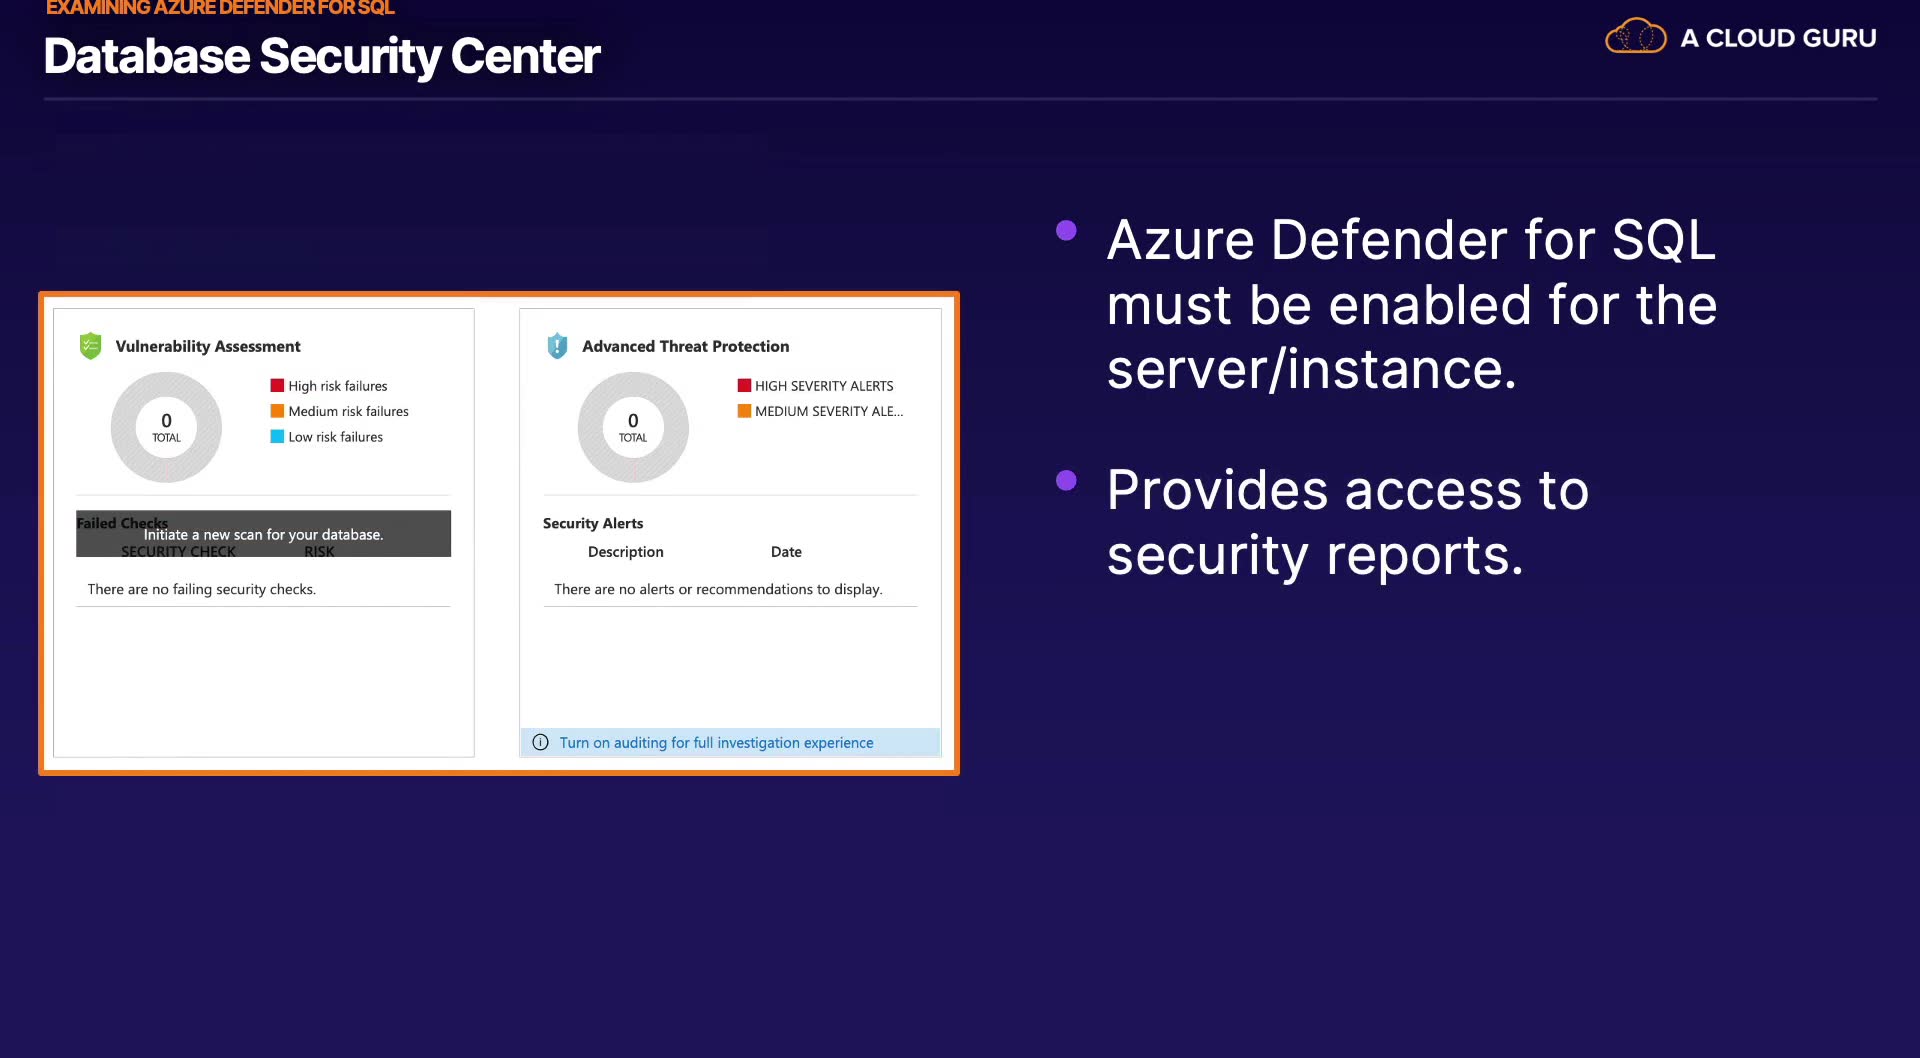 EXAMINING AZURE DEFENDER FOR SQL
Database Security Center
A CLOUD GURU
Vulnerability Assessment
0
TOTAL
High risk failures
Medium risk failures
Low risk failures
Failed Checks
Initiate a new scan for your database.
SECURITY CHECK RISK
There are no failing security checks.
Advanced Threat Protection
0
TOTAL
HIGH SEVERITY ALERTS
MEDIUM SEVERITY ALE...
Security Alerts
Description Date
There are no alerts or recommendations to display.
Turn on auditing for full investigation experience
Azure Defender for SQL
must be enabled for the
server/instance.
Provides access to
security reports.